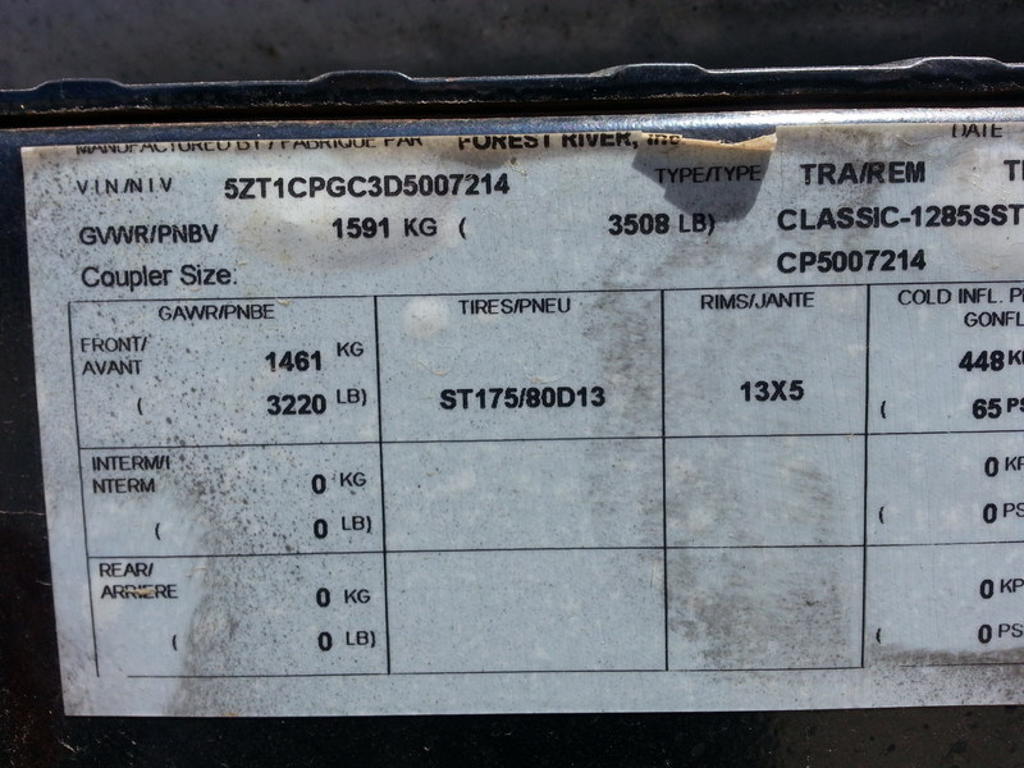 MANUFACTURED BY / FABRIQUE PAR FOREST RIVER, Inc
DATE
V.I.N/N.I.V 5ZT1CPGC3D5007214 TYPE/TYPE TRA/REM
GVWR/PNBV 1591 KG ( 3508 LB) CLASSIC-1285SST
Coupler Size. CP5007214
GAWR/PNBE TIRES/PNEU RIMS/JANTE COLD INFL.
GONFL
FRONT/
AVANT 1461 KG 448
( 3220 LB) ST175/80D13 13X5 ( 65 PS
INTERM/I
NTERM 0 KG 0 KP
( 0 LB) ( 0 PS
REAR/
ARRIERE 0 KG 0 KP
( 0 LB) ( 0 PS